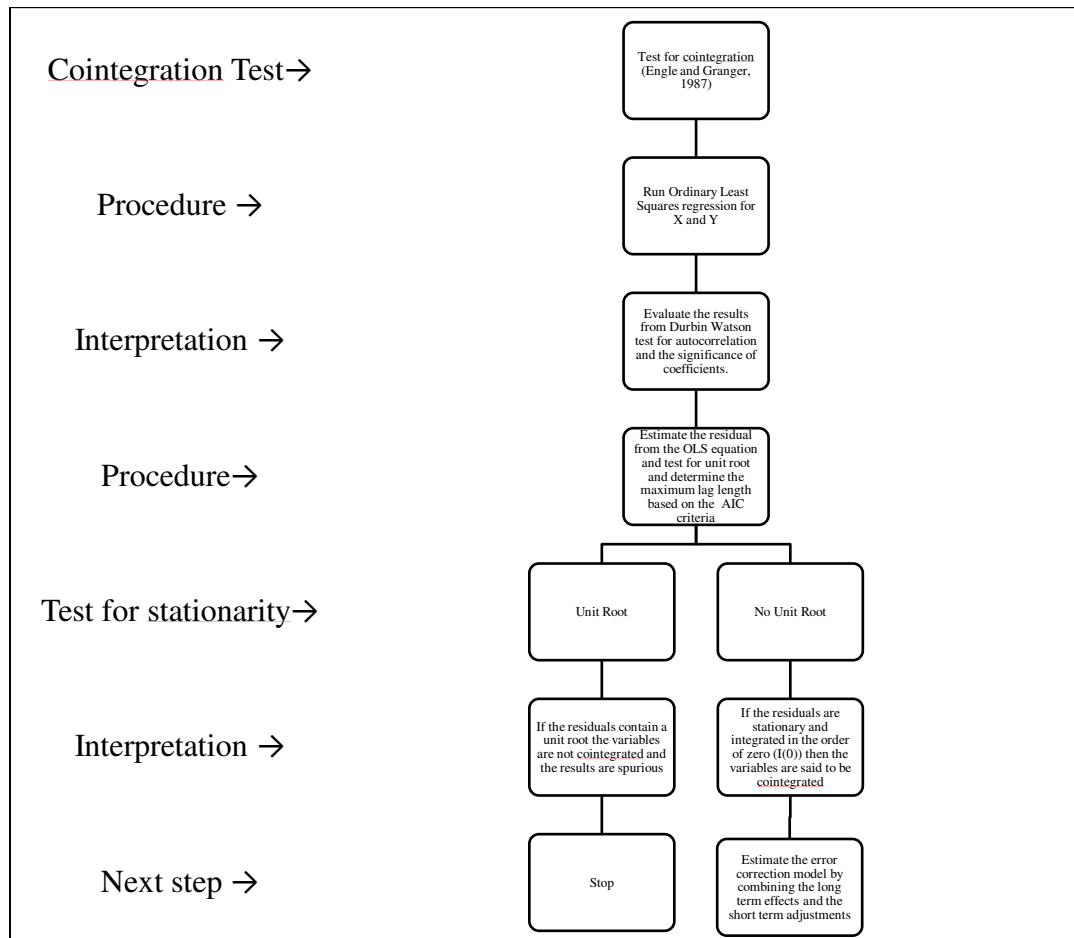 Cointegration Test→
Test for cointegration
(Engle and Granger,
1987)
Procedure →
Run Ordinary Least
Squares regression for
X and Y
Interpretation →
Evaluate the results
from Durbin Watson
test for autocorrelation
and the significance of
coefficients.
Procedure→
Estimate the residual
from the OLS equation
and test for unit root
and determine the
maximum lag length
based on the AIC
criteria
Test for stationarity→
Unit Root
No Unit Root
Interpretation →
If the residuals contain a
unit root the variables
are not cointegrated and
the results are spurious
If the residuals are
stationary and
integrated in the order
of zero (I(0)) then the
variables are said to be
cointegrated
Next step →
Stop
Estimate the error
correction model by
combining the long
term effects and the
short term adjustments